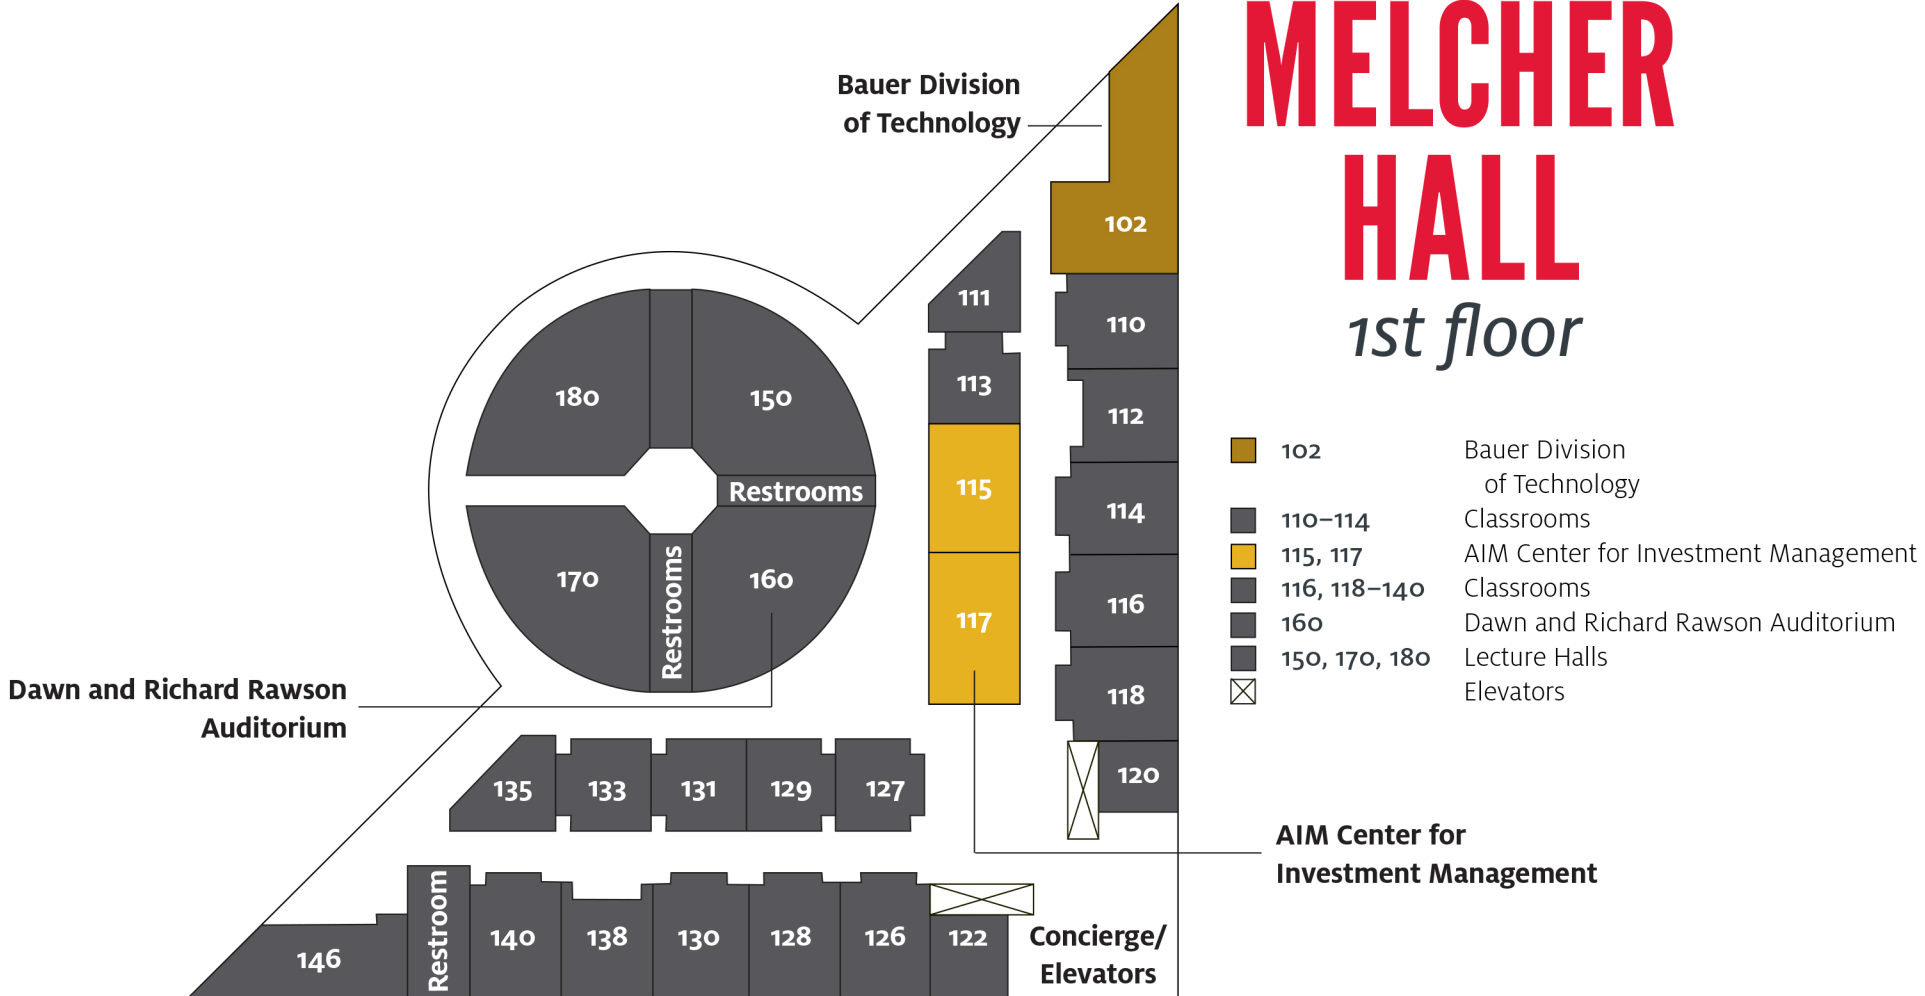 MELCHER
HALL
1st floor
Bauer Division
of Technology
102
111
110
113
112
180
150
115
114
Restrooms
170
Restrooms
160
117
116
118
Dawn and Richard Rawson
Auditorium
135
133
131
129
127
120
146
Restroom
140
138
130
128
126
122
Concierge/
Elevators
AIM Center for
Investment Management
102 Bauer Division
of Technology
110–114 Classrooms
115, 117 AIM Center for Investment Management
116, 118–140 Classrooms
160 Dawn and Richard Rawson Auditorium
150, 170, 180 Lecture Halls
Elevators